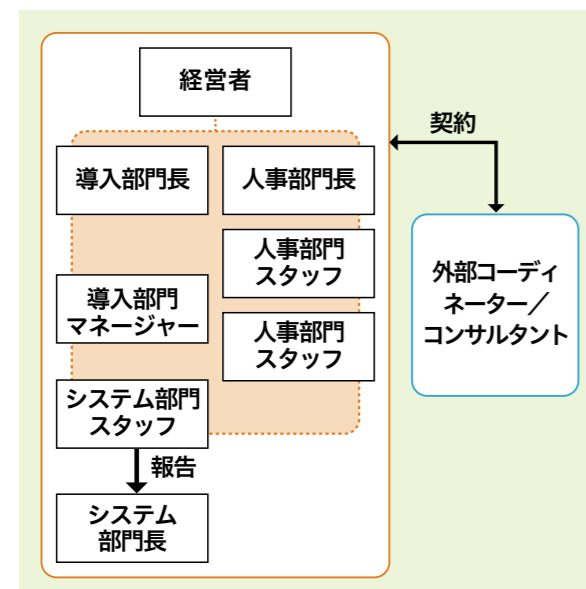 経営者
契約
導入部門長
人事部門長
人事部門
スタッフ
外部コーディ
ネーター／
コンサルタント
導入部門
マネージャー
人事部門
スタッフ
システム部門
スタッフ
報告
システム
部門長